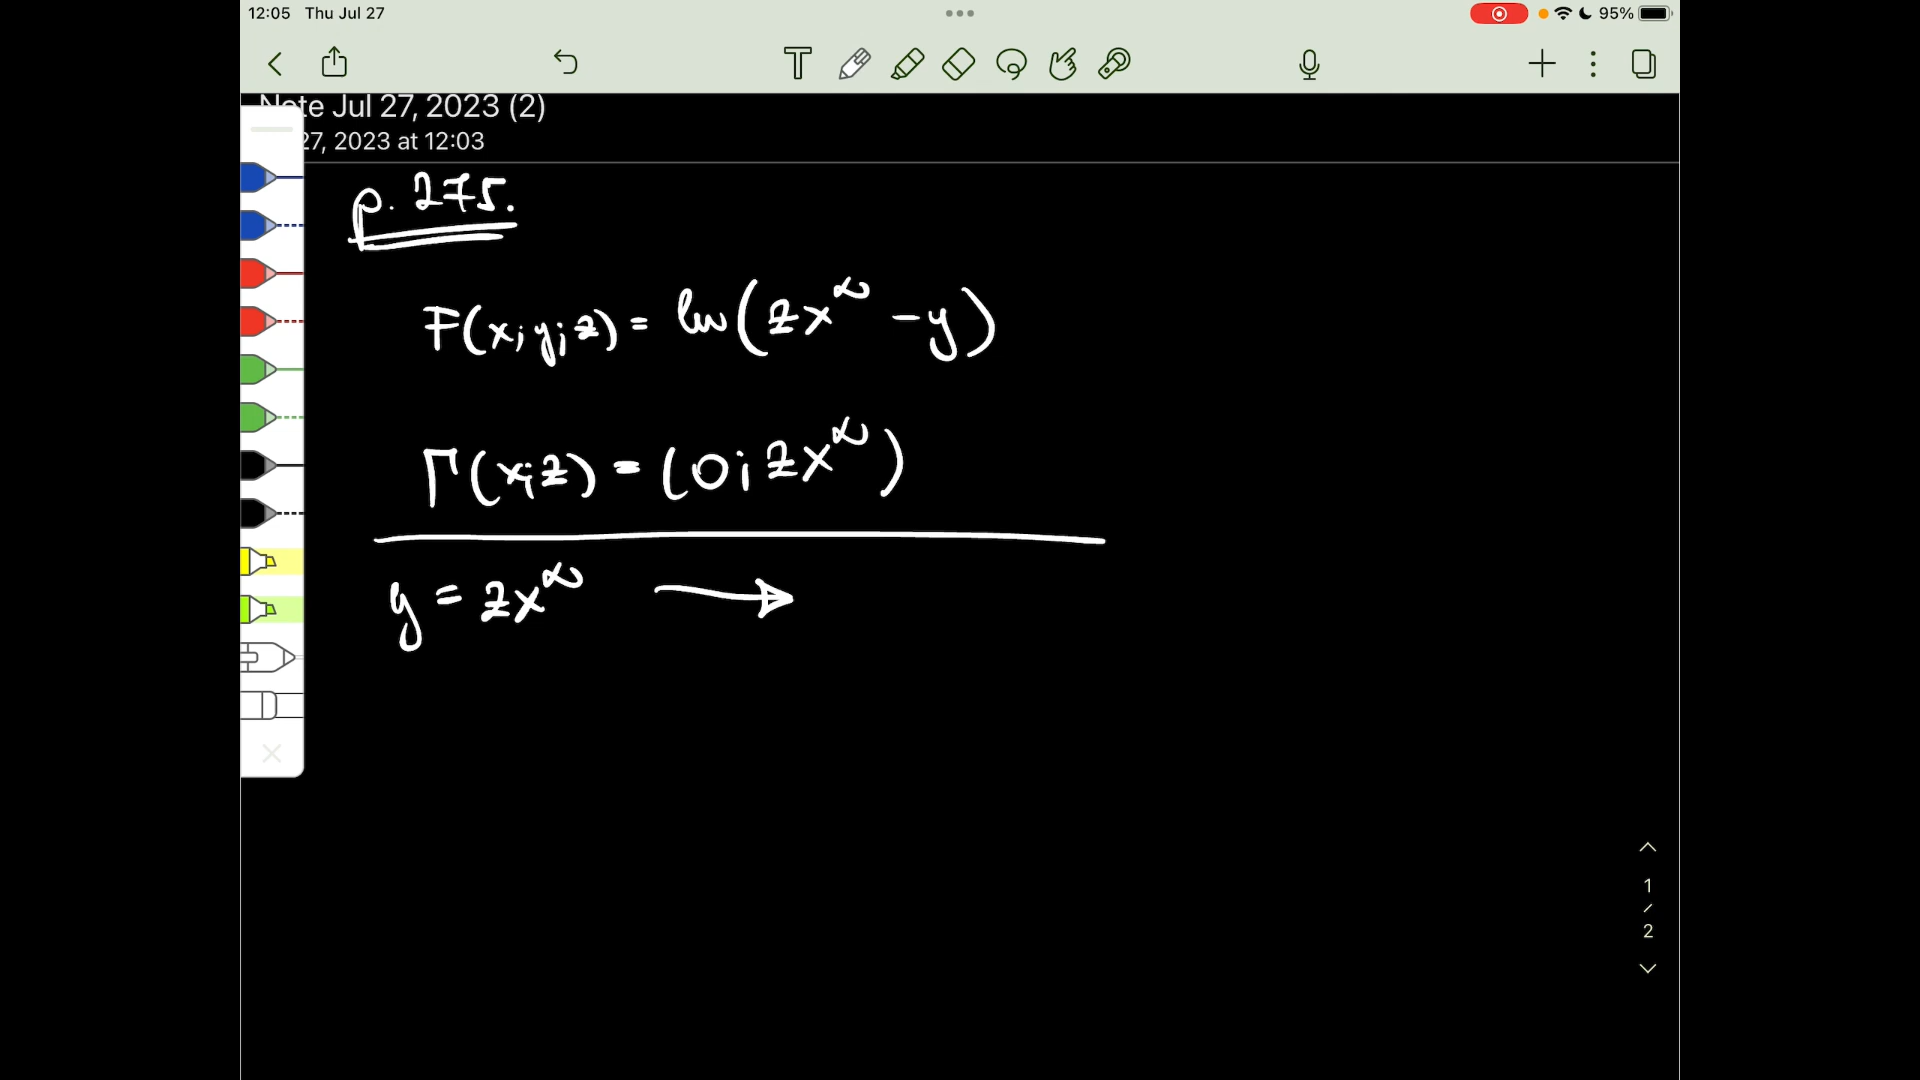 12:05 Thu Jul 27
95%
T
Note Jul 27, 2023 (2)
27, 2023 at 12:03
p. 275.
F(x; y; z) = ln(zx^α - y)
Γ(x; z) = (0; zx^α)
y = zx^α →
1
/
2